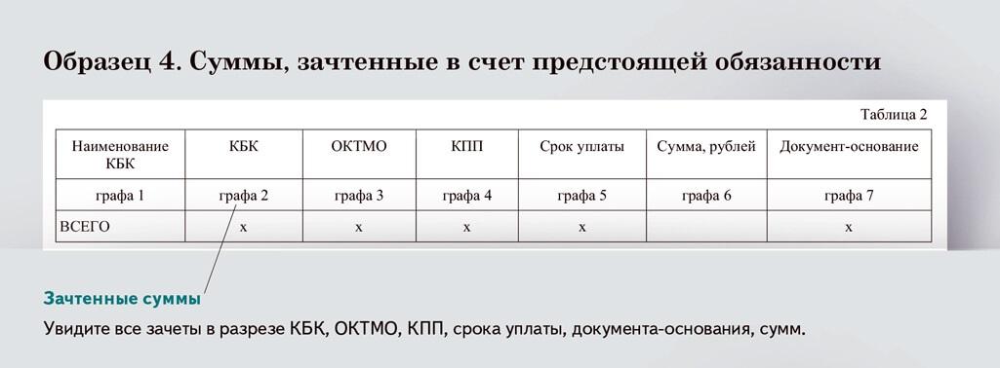 Образец 4. Суммы, зачтенные в счет предстоящей обязанности
Таблица 2
Наименование КБК ОКТМО КПП Срок уплаты Сумма, рублей Документ-основание
КБК
графа 1 графа 2 графа 3 графа 4 графа 5 графа 6 графа 7
ВСЕГО х х х х х
Зачтенные суммы
Увидите все зачеты в разрезе КБК, ОКТМО, КПП, срока уплаты, документа-основания, сумм.